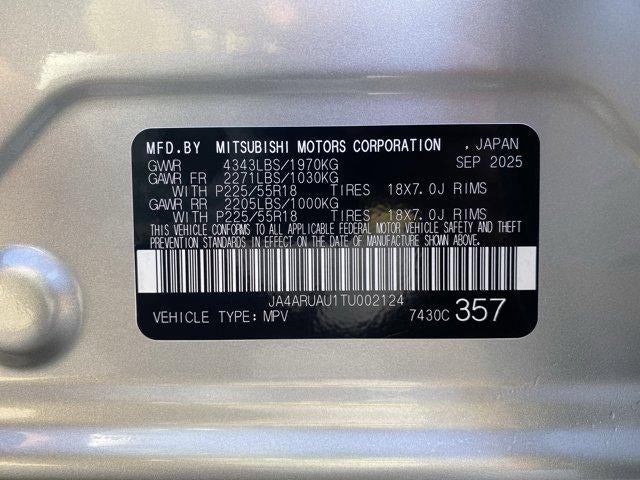 MFD.BY MITSUBISHI MOTORS CORPORATION , JAPAN
GVWR 4343LBS/1970KG SEP 2025
GAWR FR 2271LBS/1030KG
WITH P225/55R18 TIRES 18X7.0J RIMS
GAWR RR 2205LBS/1000KG
WITH P225/55R18 TIRES 18X7.0J RIMS
THIS VEHICLE CONFORMS TO ALL APPLICABLE FEDERAL MOTOR VEHICLE SAFETY AND THEFT
PREVENTION STANDARDS IN EFFECT ON THE DATE OF MANUFACTURE SHOWN ABOVE.
JA4ARUAU1TU002124
VEHICLE TYPE:MPV 7430C 357